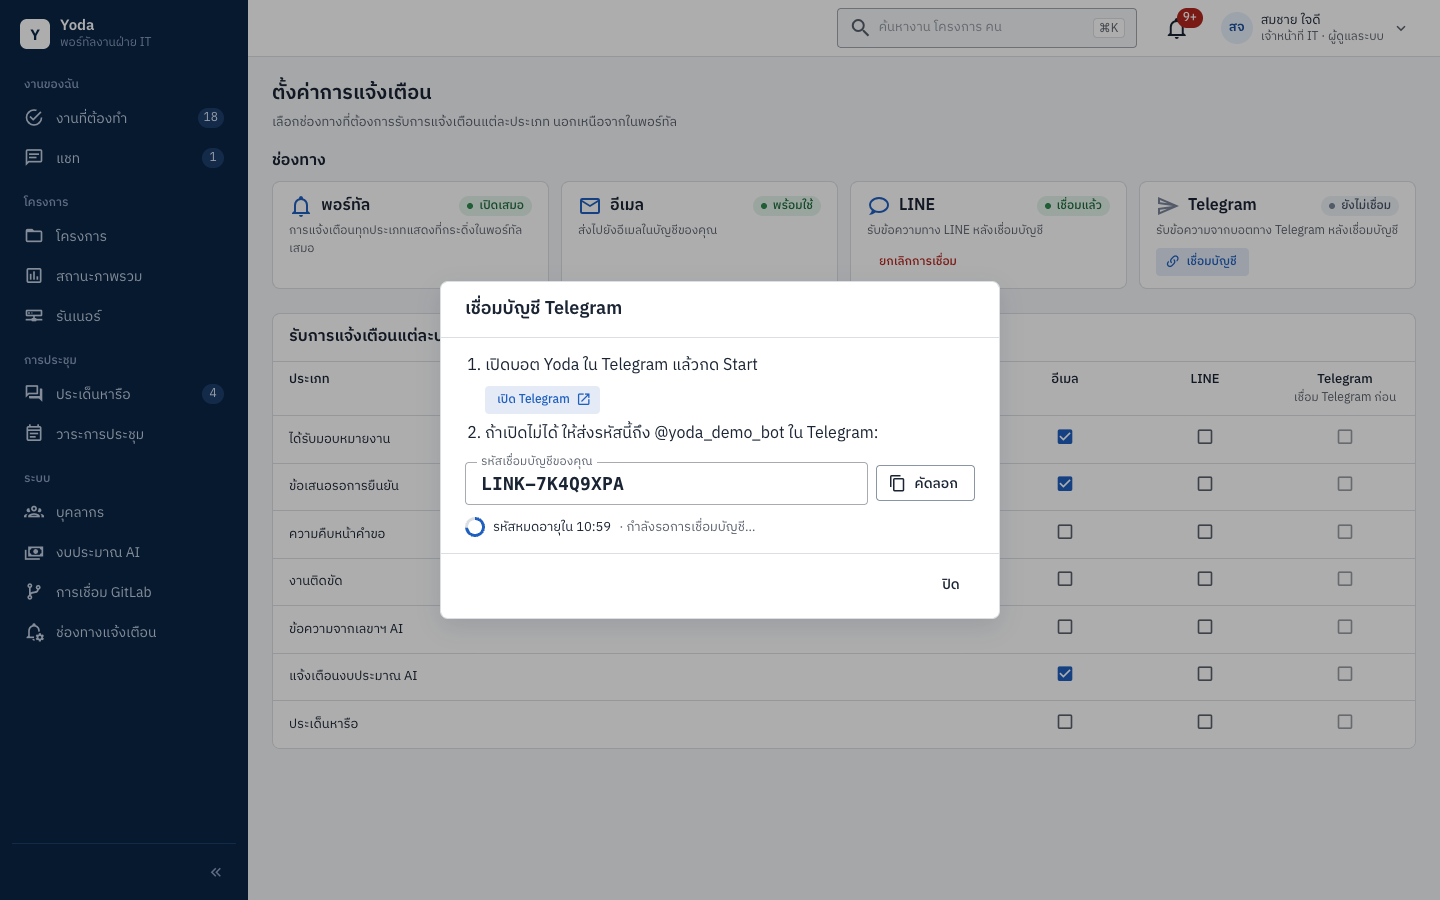 Y
Yoda
พอร์ทัลงานฝ่าย IT
งานของฉัน
งานที่ต้องทำ 18
แชท 1
โครงการ
โครงการ
สถานะภาพรวม
รันเนอร์
การประชุม
ประเด็นหารือ 4
วาระการประชุม
ระบบ
บุคลากร
งบประมาณ AI
การเชื่อม GitLab
ช่องทางแจ้งเตือน
ค้นหางาน โครงการ คน ⌘K
9+
สจ
สมชาย ใจดี
เจ้าหน้าที่ IT · ผู้ดูแลระบบ
ตั้งค่าการแจ้งเตือน
เลือกช่องทางที่ต้องการรับการแจ้งเตือนแต่ละประเภท นอกเหนือจากในพอร์ทัล
ช่องทาง
พอร์ทัล เปิดเสมอ
การแจ้งเตือนทุกประเภทแสดงที่กระดิ่งในพอร์ทัล
เสมอ
อีเมล พร้อมใช้
ส่งไปยังอีเมลในบัญชีของคุณ
LINE เชื่อมแล้ว
รับข้อความทาง LINE หลังเชื่อมบัญชี
ยกเลิกการเชื่อม
Telegram ยังไม่เชื่อม
รับข้อความจากบอตทาง Telegram หลังเชื่อมบัญชี
เชื่อมบัญชี
รับการแจ้งเตือนแต่ละ
ประเภท อีเมล LINE Telegram
เชื่อม Telegram ก่อน
ได้รับมอบหมายงาน
ข้อเสนอรอการยืนยัน
ความคืบหน้าคำขอ
งานติดขัด
ข้อความจากเลขาฯ AI
แจ้งเตือนงบประมาณ AI
ประเด็นหารือ
เชื่อมบัญชี Telegram
1. เปิดบอต Yoda ใน Telegram แล้วกด Start
เปิด Telegram
2. ถ้าเปิดไม่ได้ ให้ส่งรหัสนี้ถึง @yoda_demo_bot ใน Telegram:
รหัสเชื่อมบัญชีของคุณ
LINK-7K4Q9XPA
คัดลอก
รหัสหมดอายุใน 10:59 · กำลังรอการเชื่อมบัญชี…
ปิด